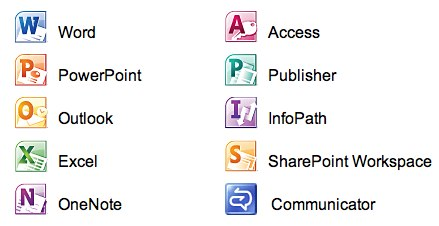 W Word
P PowerPoint
O Outlook
X Excel
N OneNote
A Access
P Publisher
I InfoPath
S SharePoint Workspace
Communicator